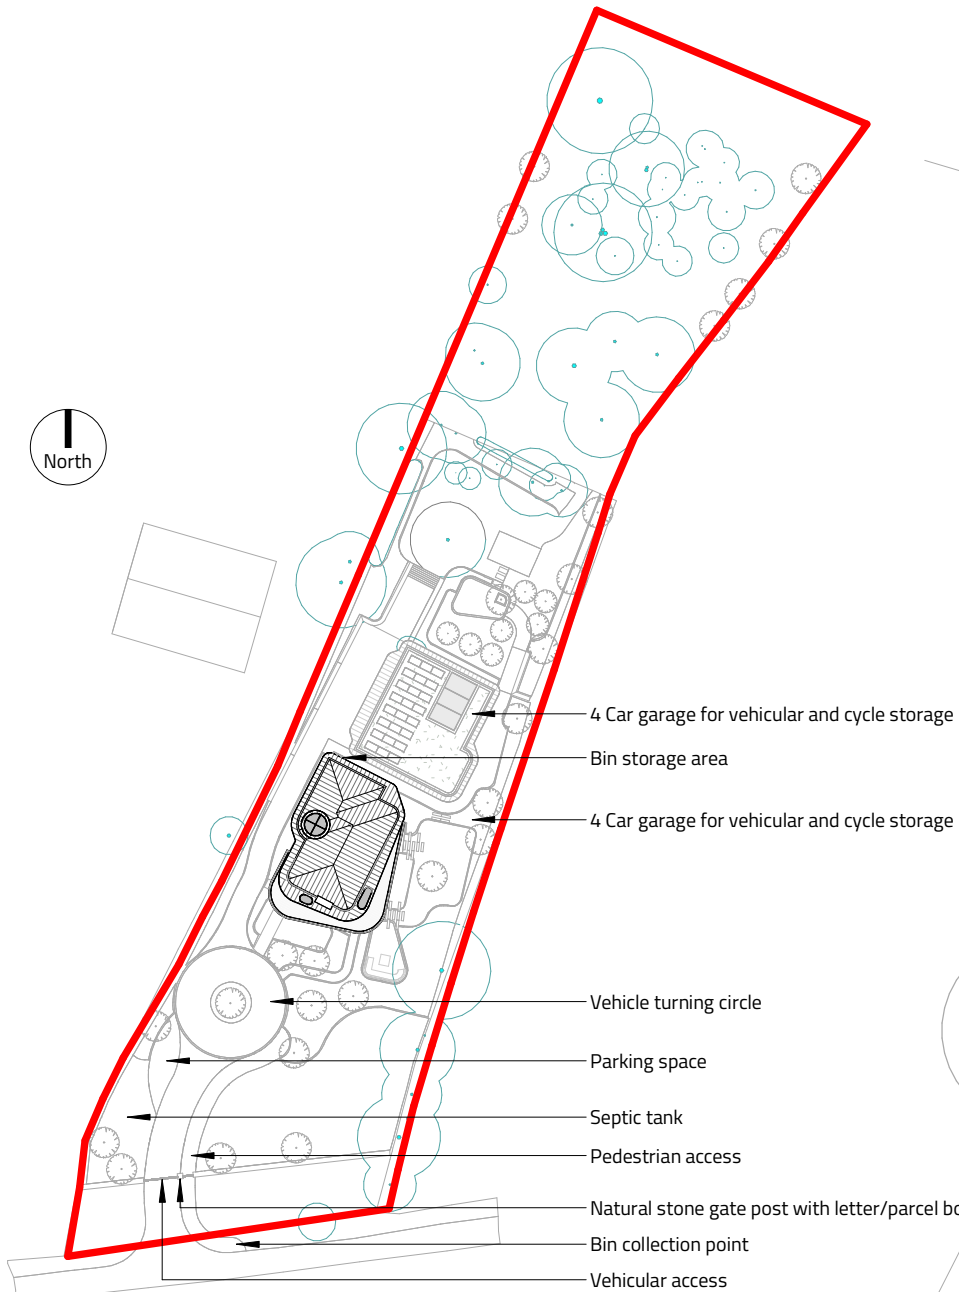 North
4 Car garage for vehicular and cycle storage
Bin storage area
4 Car garage for vehicular and cycle storage
Vehicle turning circle
Parking space
Septic tank
Pedestrian access
Natural stone gate post with letter/parcel bo
Bin collection point
Vehicular access